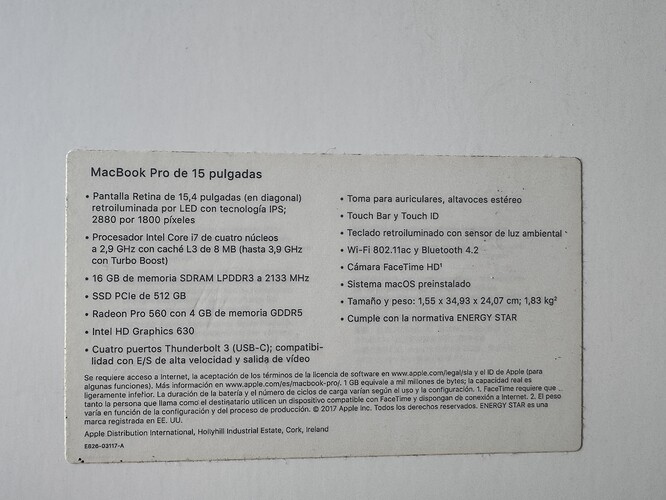 MacBook Pro de 15 pulgadas
• Pantalla Retina de 15,4 pulgadas (en diagonal)
retroiluminada por LED con tecnología IPS;
2880 por 1800 píxeles
• Procesador Intel Core i7 de cuatro núcleos
a 2,9 GHz con caché L3 de 8 MB (hasta 3,9 GHz
con Turbo Boost)
• 16 GB de memoria SDRAM LPDDR3 a 2133 MHz
• SSD PCIe de 512 GB
• Radeon Pro 560 con 4 GB de memoria GDDR5
• Intel HD Graphics 630
• Cuatro puertos Thunderbolt 3 (USB-C); compatibi-
lidad con E/S de alta velocidad y salida de vídeo
• Toma para auriculares, altavoces estéreo
• Touch Bar y Touch ID
• Teclado retroiluminado con sensor de luz ambiental
• Wi-Fi 802.11ac y Bluetooth 4.2
• Cámara FaceTime HD¹
• Sistema macOS preinstalado
• Tamaño y peso: 1,55 x 34,93 x 24,07 cm; 1,83 kg²
• Cumple con la normativa ENERGY STAR
Se requiere acceso a Internet, la aceptación de los términos de la licencia de software en www.apple.com/legal/sla y el ID de Apple (para
algunas funciones). Más información en www.apple.com/es/macbook-pro/. 1 GB equivale a mil millones de bytes; la capacidad real es
ligeramente inferior. La duración de la batería y el número de ciclos de carga varían según el uso y la configuración. 1. FaceTime requiere que
tanto la persona que llama como el destinatario utilicen un dispositivo compatible con FaceTime y dispongan de conexión a Internet. 2. El peso
varía en función de la configuración y del proceso de producción. © 2017 Apple Inc. Todos los derechos reservados. ENERGY STAR es una
marca registrada en EE. UU.
Apple Distribution International, Hollyhill Industrial Estate, Cork, Ireland
E826-03117-A